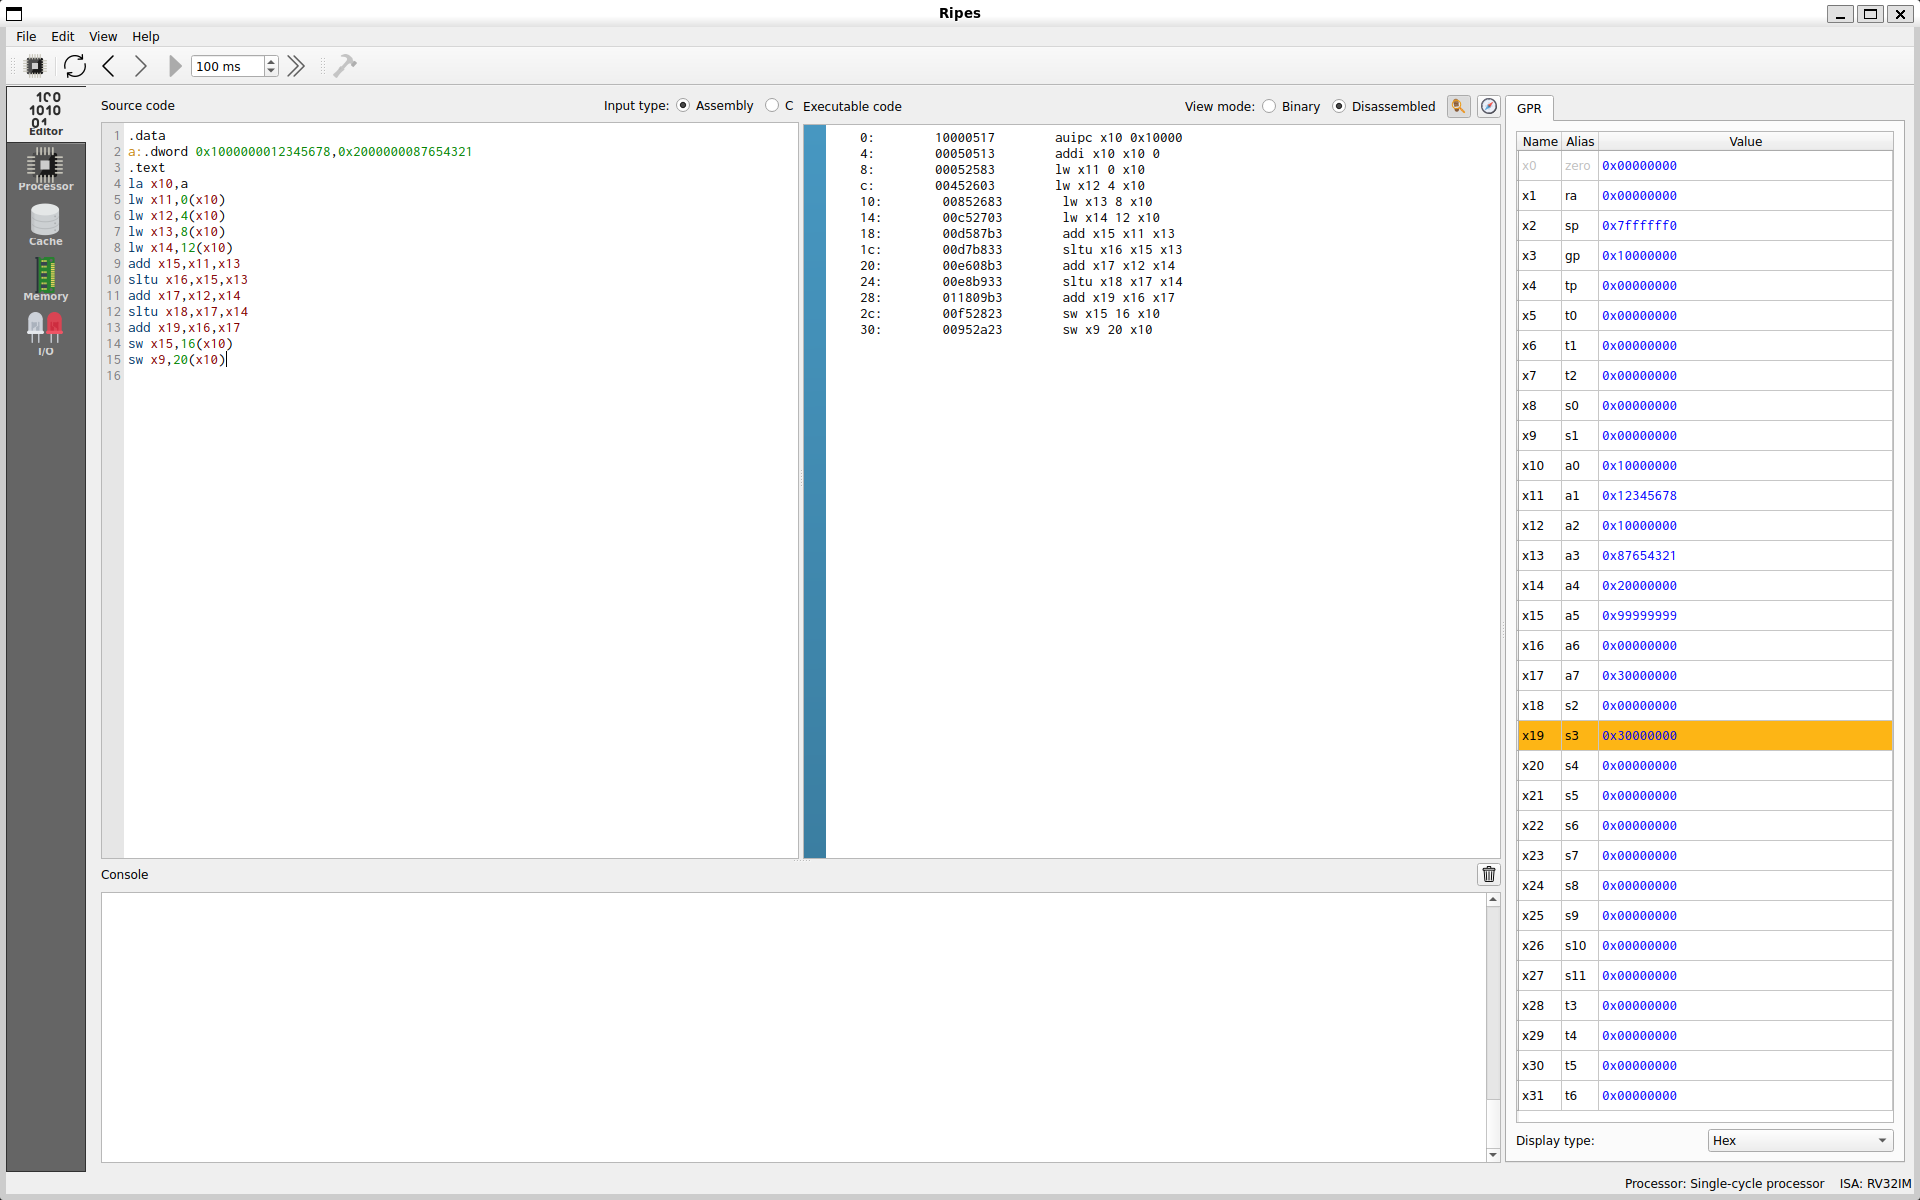 Ripes
File Edit View Help
100 ms
Editor
Processor
Cache
Memory
I/O
Source code
Input type: Assembly C
1 .data
2 a:.dword 0x1000000012345678,0x2000000087654321
3 .text
4 la x10,a
5 lw x11,0(x10)
6 lw x12,4(x10)
7 lw x13,8(x10)
8 lw x14,12(x10)
9 add x15,x11,x13
10 sltu x16,x15,x13
11 add x17,x12,x14
12 sltu x18,x17,x14
13 add x19,x16,x17
14 sw x15,16(x10)
15 sw x9,20(x10)
16
Executable code
View mode: Binary Disassembled
0: 10000517 auipc x10 0x10000
4: 00050513 addi x10 x10 0
8: 00052583 lw x11 0 x10
c: 00452603 lw x12 4 x10
10: 00852683 lw x13 8 x10
14: 00c52703 lw x14 12 x10
18: 00d587b3 add x15 x11 x13
1c: 00d7b833 sltu x16 x15 x13
20: 00e608b3 add x17 x12 x14
24: 00e8b933 sltu x18 x17 x14
28: 011809b3 add x19 x16 x17
2c: 00f52823 sw x15 16 x10
30: 00952a23 sw x9 20 x10
Console
GPR
Name Alias Value
x0 zero 0x00000000
x1 ra 0x00000000
x2 sp 0x7ffffff0
x3 gp 0x10000000
x4 tp 0x00000000
x5 t0 0x00000000
x6 t1 0x00000000
x7 t2 0x00000000
x8 s0 0x00000000
x9 s1 0x00000000
x10 a0 0x10000000
x11 a1 0x12345678
x12 a2 0x10000000
x13 a3 0x87654321
x14 a4 0x20000000
x15 a5 0x99999999
x16 a6 0x00000000
x17 a7 0x30000000
x18 s2 0x00000000
x19 s3 0x30000000
x20 s4 0x00000000
x21 s5 0x00000000
x22 s6 0x00000000
x23 s7 0x00000000
x24 s8 0x00000000
x25 s9 0x00000000
x26 s10 0x00000000
x27 s11 0x00000000
x28 t3 0x00000000
x29 t4 0x00000000
x30 t5 0x00000000
x31 t6 0x00000000
Display type: Hex
Processor: Single-cycle processor ISA: RV32IM